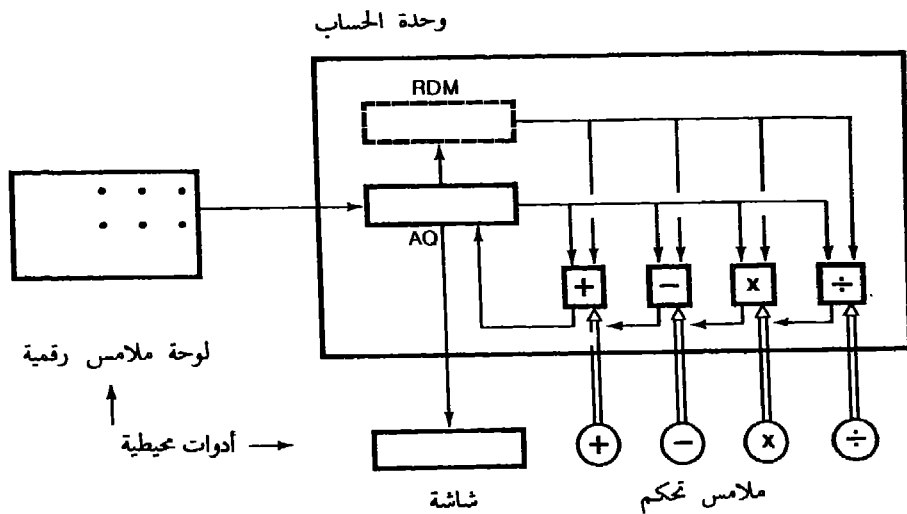 وحدة الحساب
RDM
AQ
+ − x ÷
لوحة ملامس رقمية
أدوات محيطية
+ − x ÷
شاشة
ملامس تحكم